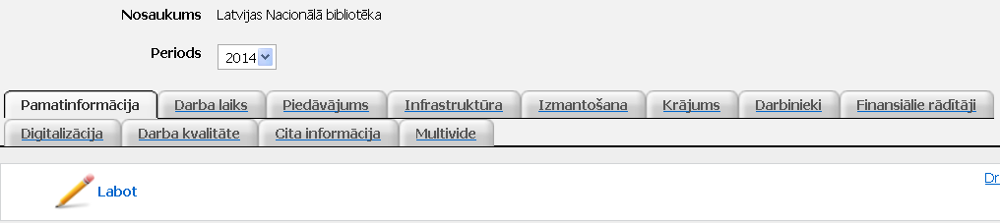 Nosaukums Latvijas Nacionālā bibliotēka
Periods 2014
Pamatinformācija Darba laiks Piedāvājums Infrastruktūra Izmantošana Krājums Darbinieki Finansiālie rādītāji
Digitalizācija Darba kvalitāte Cita informācija Multivide
Labot Dr